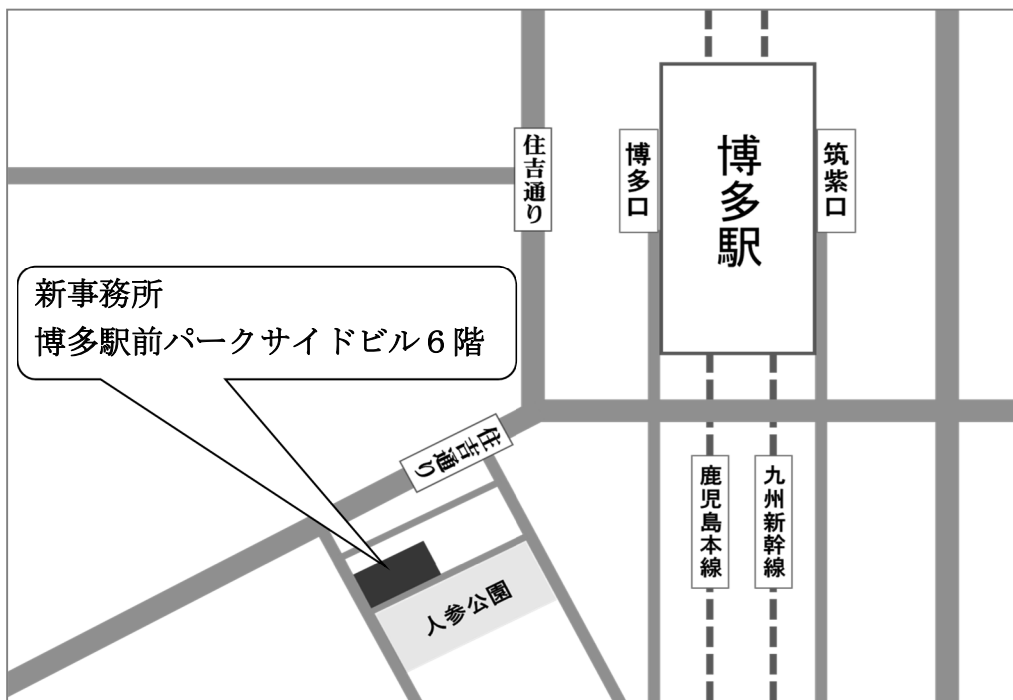 住吉通り
博多口
博多駅
筑紫口
新事務所
博多駅前パークサイドビル６階
住吉通り
鹿児島本線
九州新幹線
人参公園